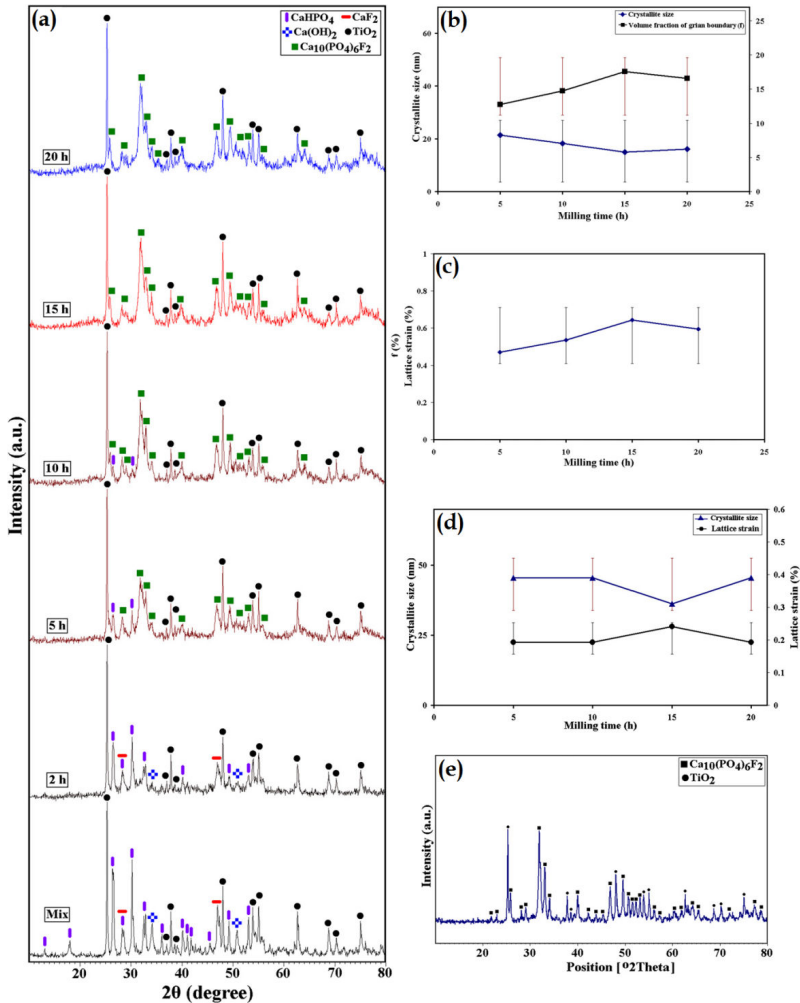 (a)
CaHPO4
CaF2
Ca(OH)2
TiO2
Ca10(PO4)6F2
20 h
15 h
10 h
5 h
2 h
Mix
Intensity (a.u.)
20 30 40 50 60 70 80
2θ (degree)
(b)
Crystallite size
Volume fraction of grian boundary (f)
Crystallite size (nm)
60
40
20
0
25
20
15
10
5
0
0 5 10 15 20 25
Milling time (h)
f (%)
(c)
Lattice strain (%)
1
0.8
0.6
0.4
0.2
0
0 5 10 15 20 25
Milling time (h)
(d)
Crystallite size
Lattice strain
Crystallite size (nm)
50
25
0
0.6
0.5
0.4
0.3
0.2
0.1
0
Lattice strain (%)
0 5 10 15 20
Milling time (h)
(e)
Ca10(PO4)6F2
TiO2
Intensity (a.u.)
20 30 40 50 60 70 80
Position [º2Theta]